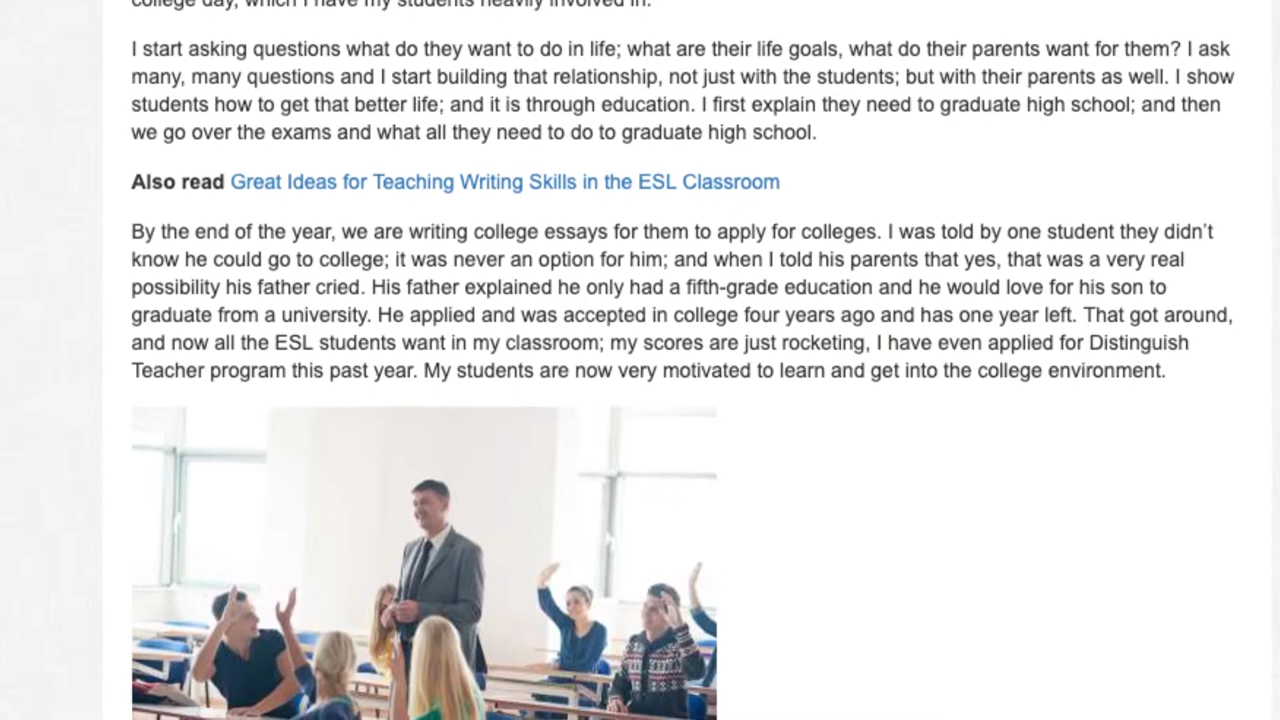 college day, which I have my students heavily involved in.
I start asking questions what do they want to do in life; what are their life goals, what do their parents want for them? I ask
many, many questions and I start building that relationship, not just with the students; but with their parents as well. I show
students how to get that better life; and it is through education. I first explain they need to graduate high school; and then
we go over the exams and what all they need to do to graduate high school.
Also read Great Ideas for Teaching Writing Skills in the ESL Classroom
By the end of the year, we are writing college essays for them to apply for colleges. I was told by one student they didn’t
know he could go to college; it was never an option for him; and when I told his parents that yes, that was a very real
possibility his father cried. His father explained he only had a fifth-grade education and he would love for his son to
graduate from a university. He applied and was accepted in college four years ago and has one year left. That got around,
and now all the ESL students want in my classroom; my scores are just rocketing, I have even applied for Distinguish
Teacher program this past year. My students are now very motivated to learn and get into the college environment.